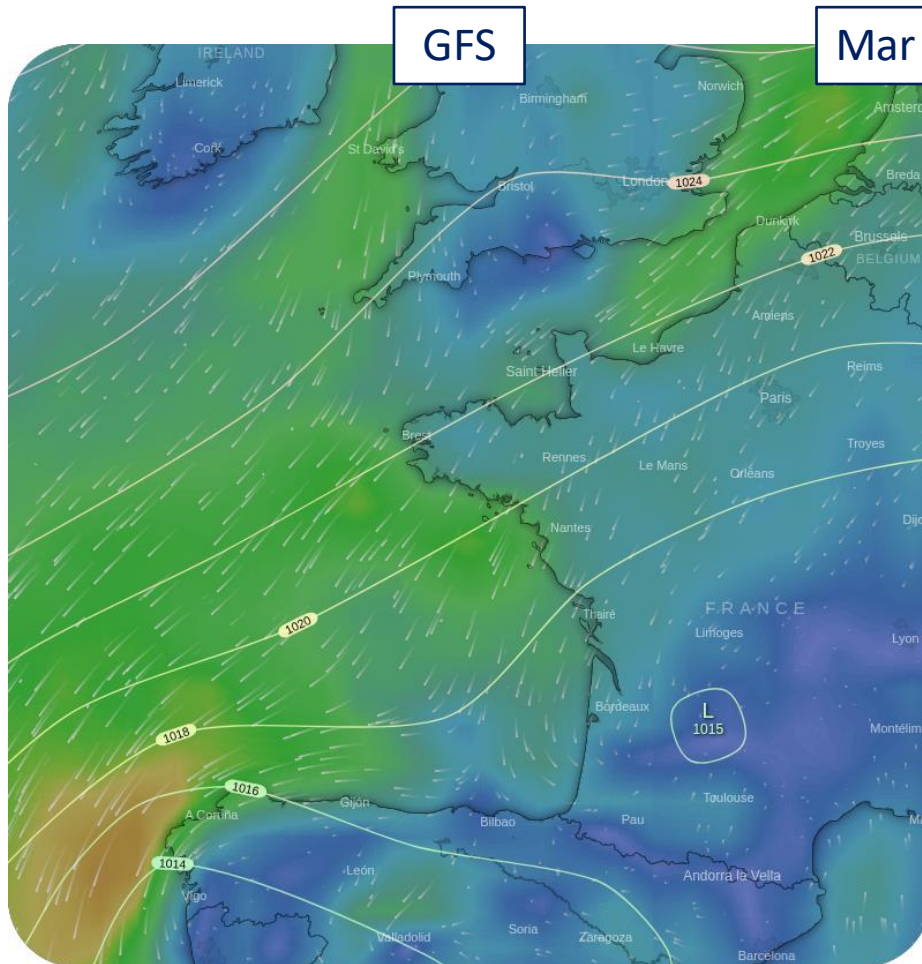 GFS
Mar
IRELAND
Limerick
Norwich
Birmingham
Amsterd
Cork
St David's
Bristol
London
1024
Breda
Dunkirk
Brussels
1022
BELGIUM
Plymouth
Amiens
Le Havre
Saint Helier
Reims
Paris
Brest
Troyes
Rennes
Le Mans
Orléans
Nantes
Dijo
1020
Thairé
FRANCE
Limoges
Lyon
Bordeaux
L
1015
1018
Montélim
1016
Toulouse
Gijón
A Coruña
Bilbao
Pau
1014
León
Andorra la Vella
Vigo
Soria
Valladolid
Zaragoza
Barcelona